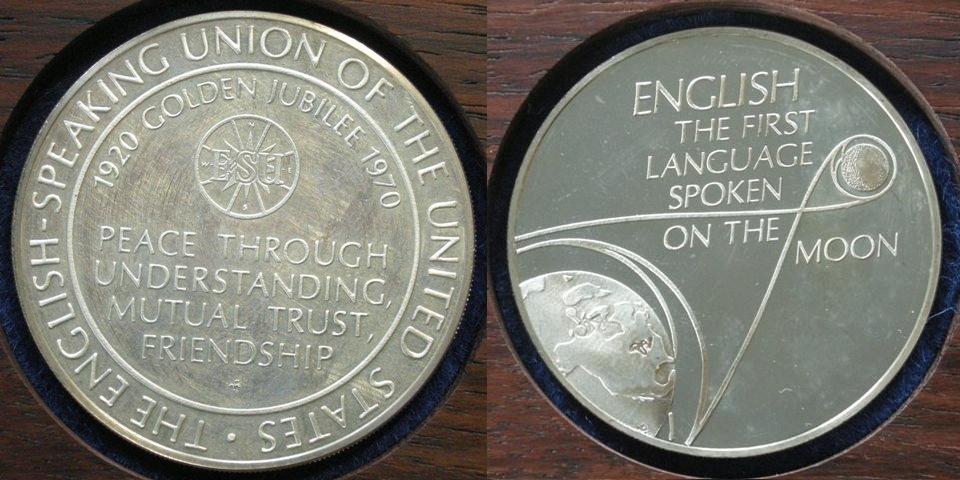 THE ENGLISH-SPEAKING UNION OF THE UNITED STATES ·
1920 GOLDEN JUBILEE 1970
ESU
PEACE THROUGH
UNDERSTANDING,
MUTUAL TRUST,
FRIENDSHIP
ENGLISH
THE FIRST
LANGUAGE
SPOKEN
ON THE
MOON